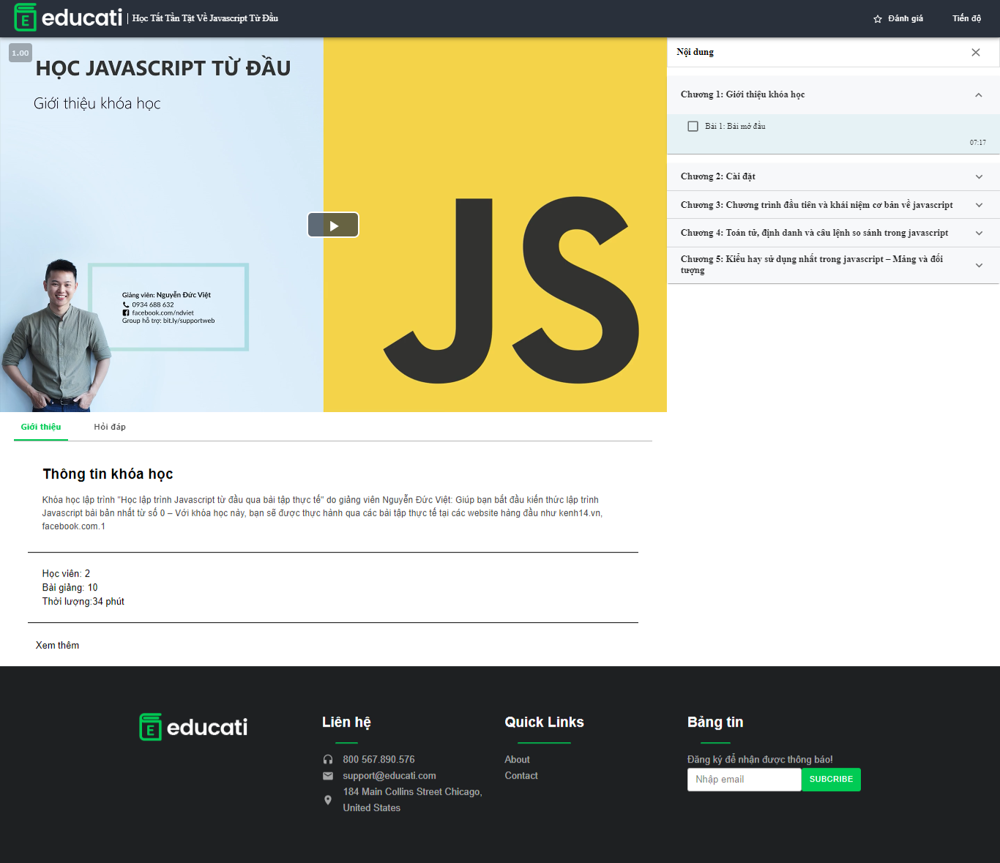 educati | Học Tất Tần Tật Về Javascript Từ Đầu
Đánh giá
Tiến độ
1.00
HỌC JAVASCRIPT TỪ ĐẦU
Giới thiệu khóa học
JS
Giảng viên: Nguyễn Đức Việt
0934 688 632
facebook.com/ndviet
Group hỗ trợ: bit.ly/supportweb
Nội dung
Chương 1: Giới thiệu khóa học
Bài 1: Bài mở đầu
07:17
Chương 2: Cài đặt
Chương 3: Chương trình đầu tiên và khái niệm cơ bản về javascript
Chương 4: Toán tử, định danh và câu lệnh so sánh trong javascript
Chương 5: Kiểu hay sử dụng nhất trong javascript – Mảng và đối
tượng
Giới thiệu
Hỏi đáp
Thông tin khóa học
Khóa học lập trình "Học lập trình Javascript từ đầu qua bài tập thực tế" do giảng viên Nguyễn Đức Việt: Giúp bạn bắt đầu kiến thức lập trình
Javascript bài bản nhất từ số 0 – Với khóa học này, bạn sẽ được thực hành qua các bài tập thực tế tại các website hàng đầu như kenh14.vn,
facebook.com.1
Học viên: 2
Bài giảng: 10
Thời lượng:34 phút
Xem thêm
E educati
Liên hệ
800 567.890.576
support@educati.com
184 Main Collins Street Chicago,
United States
Quick Links
About
Contact
Bảng tin
Đăng ký để nhận được thông báo!
Nhập email
SUBCRIBE